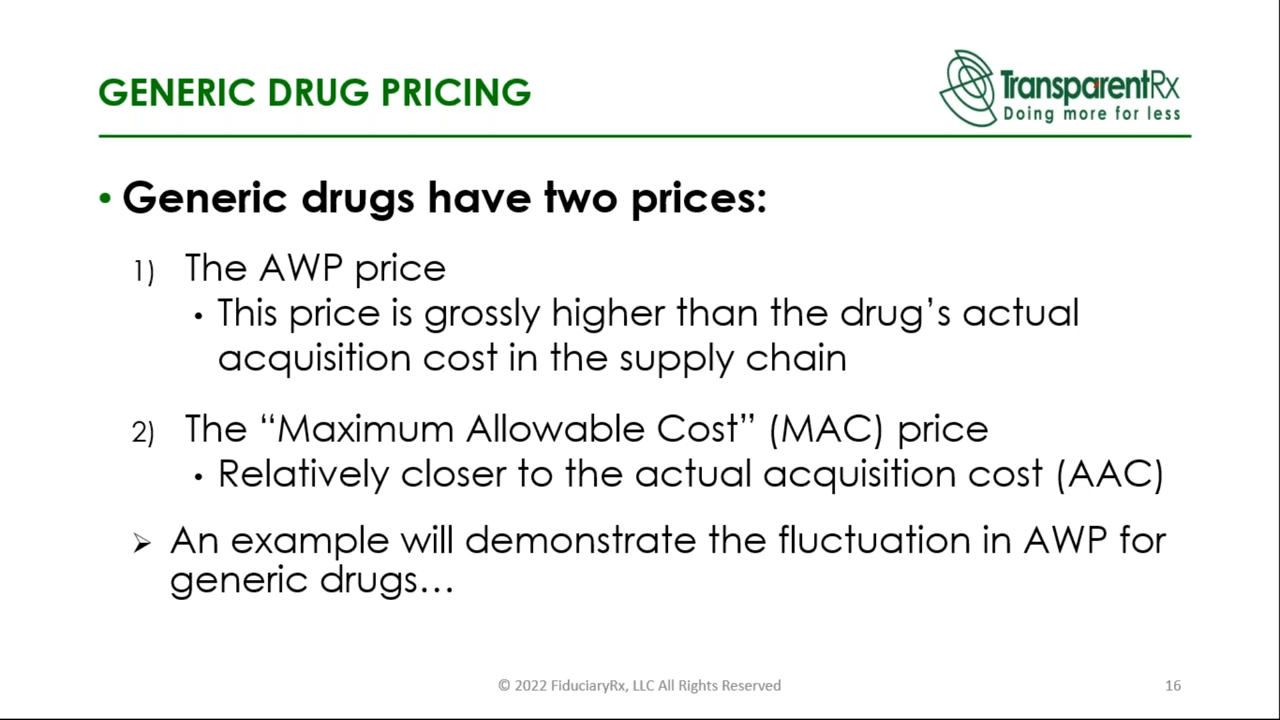 GENERIC DRUG PRICING
TransparentRx
Doing more for less
• Generic drugs have two prices:
1) The AWP price
• This price is grossly higher than the drug’s actual
acquisition cost in the supply chain
2) The “Maximum Allowable Cost” (MAC) price
• Relatively closer to the actual acquisition cost (AAC)
➢ An example will demonstrate the fluctuation in AWP for
generic drugs…
© 2022 FiduciaryRx, LLC All Rights Reserved
16